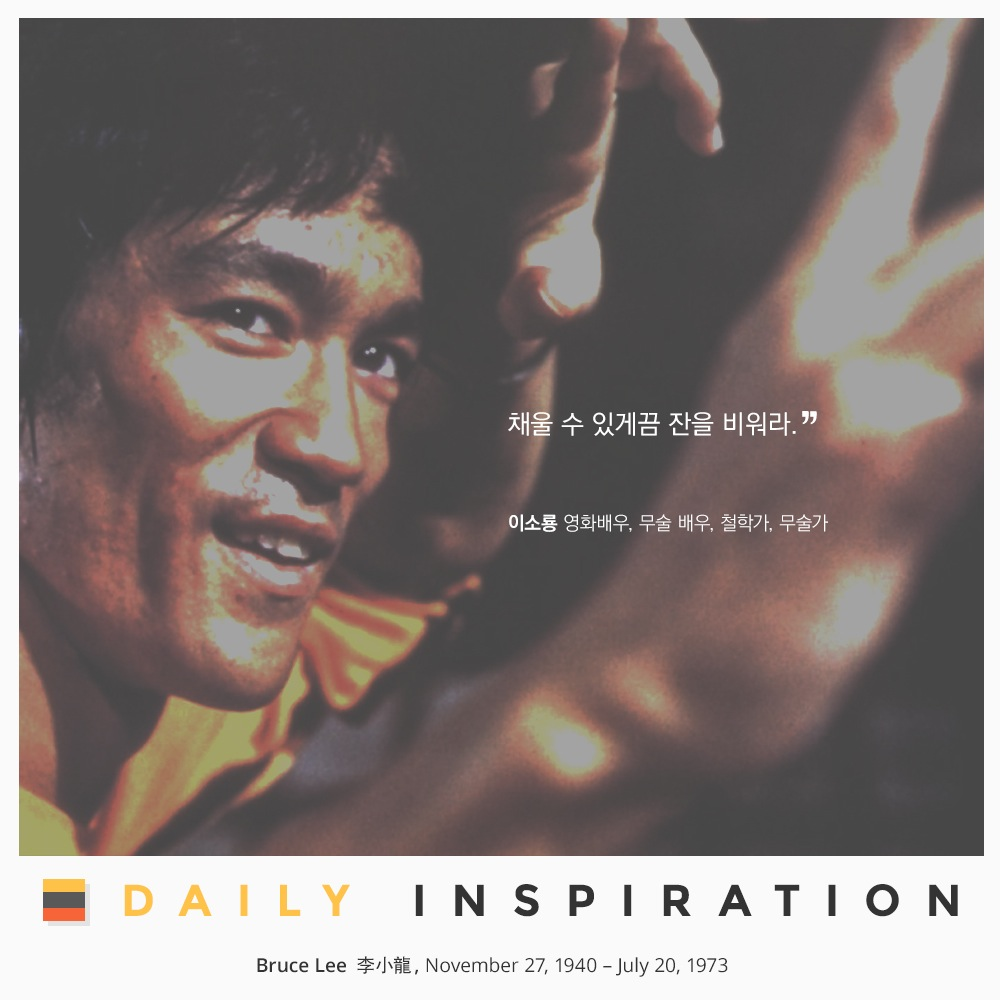 채울 수 있게끔 잔을 비워라.”
이소룡 영화배우, 무술 배우, 철학가, 무술가
DAILY INSPIRATION
Bruce Lee 李小龍, November 27, 1940 – July 20, 1973